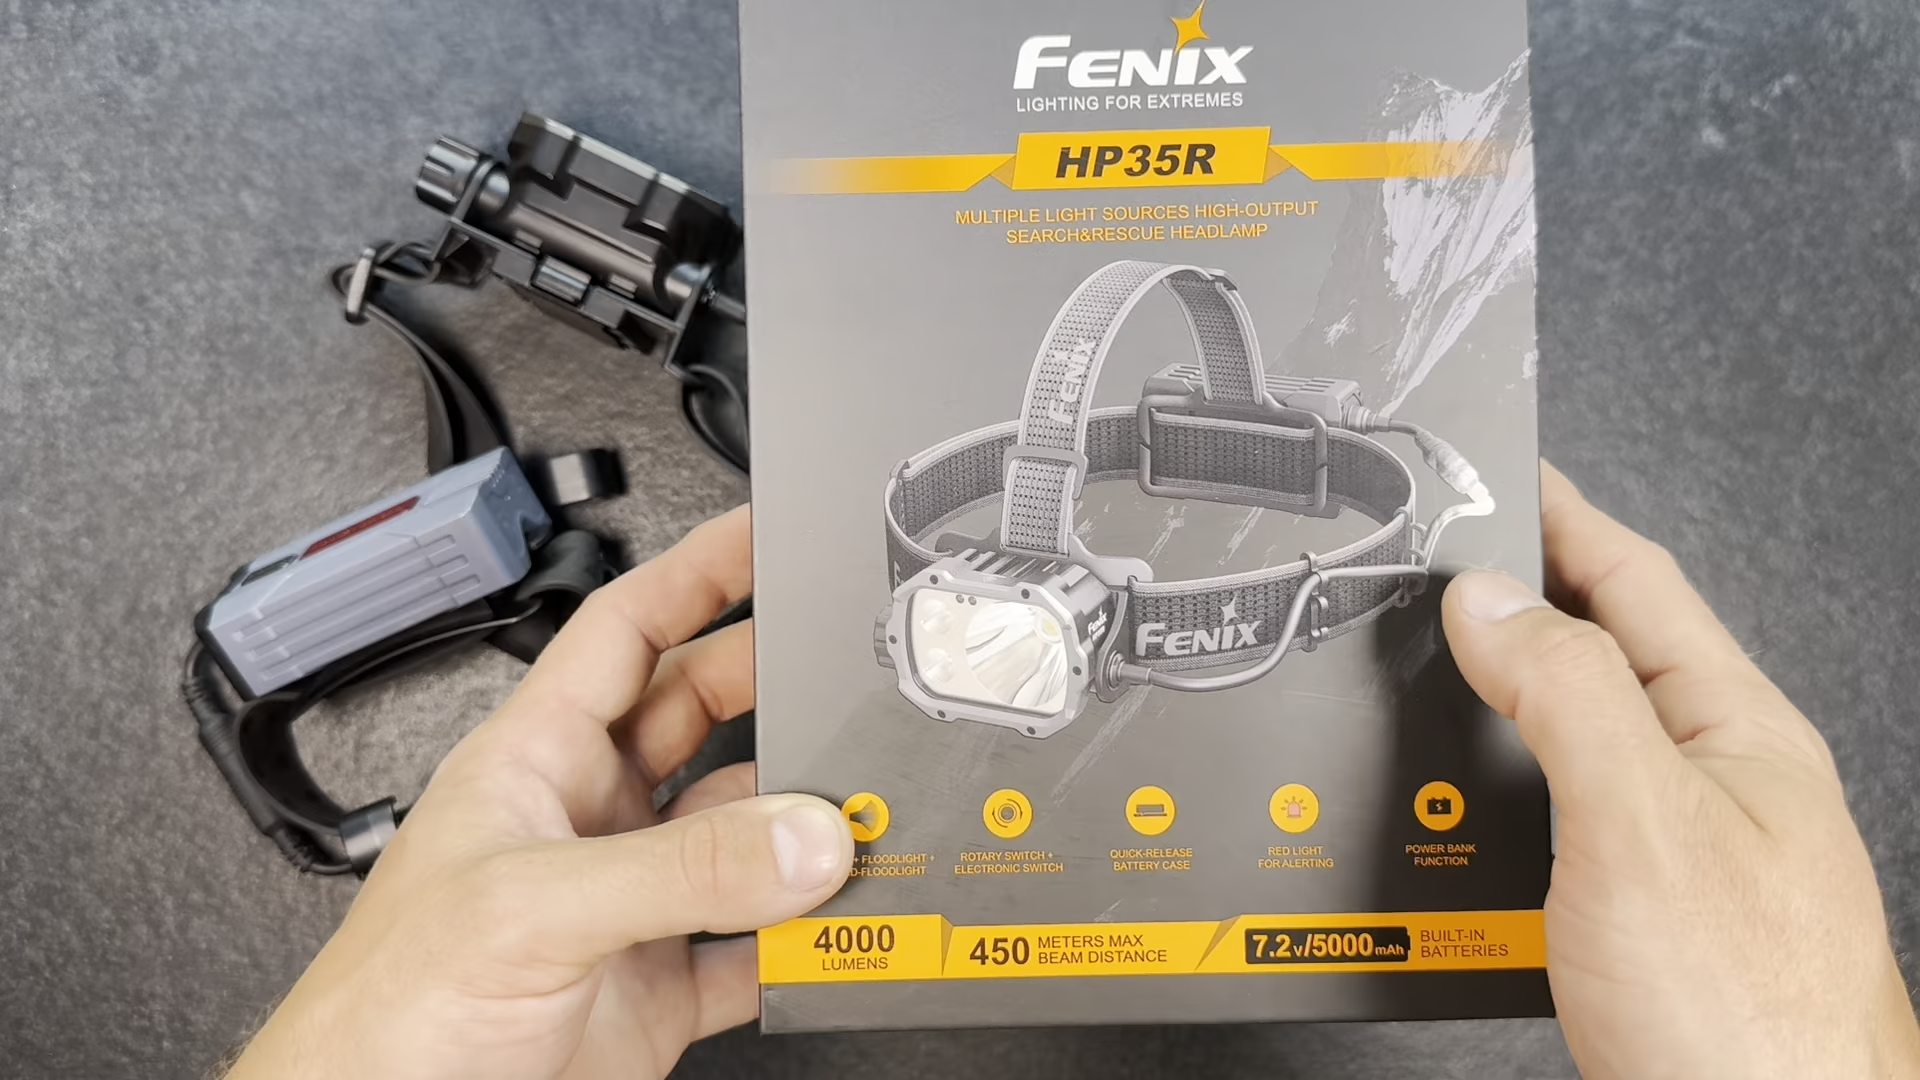 FENIX
LIGHTING FOR EXTREMES
HP35R
MULTIPLE LIGHT SOURCES HIGH-OUTPUT
SEARCH&RESCUE HEADLAMP
FENIX
FENIX
FENIX
+ FLOODLIGHT +
D-FLOODLIGHT
ROTARY SWITCH +
ELECTRONIC SWITCH
QUICK-RELEASE
BATTERY CASE
RED LIGHT
FOR ALERTING
POWER BANK
FUNCTION
4000
LUMENS
450 METERS MAX
BEAM DISTANCE
7.2v/5000mAh BUILT-IN
BATTERIES